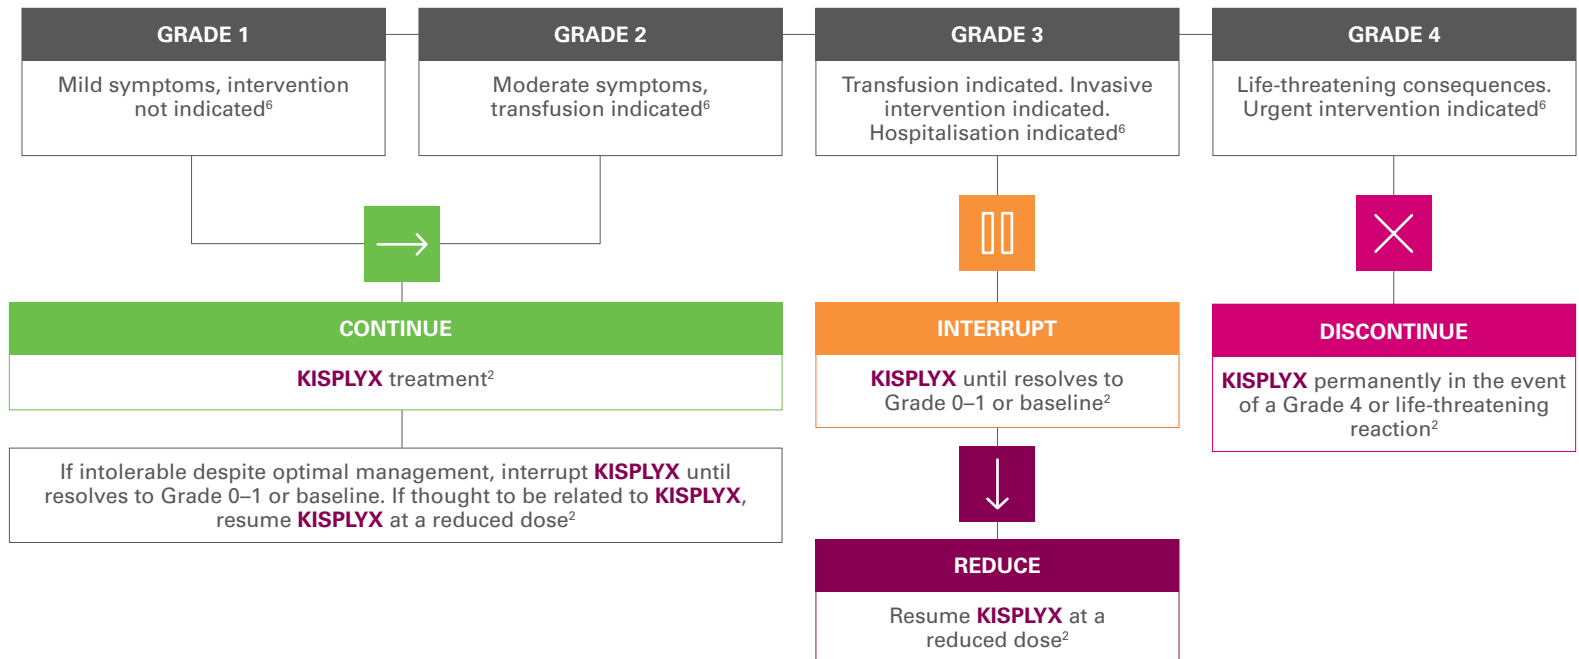 GRADE 1
Mild symptoms, intervention
not indicated⁶
GRADE 2
Moderate symptoms,
transfusion indicated⁶
GRADE 3
Transfusion indicated. Invasive
intervention indicated.
Hospitalisation indicated⁶
GRADE 4
Life-threatening consequences.
Urgent intervention indicated⁶
CONTINUE
KISPLYX treatment²
If intolerable despite optimal management, interrupt KISPLYX until
resolves to Grade 0–1 or baseline. If thought to be related to KISPLYX,
resume KISPLYX at a reduced dose²
INTERRUPT
KISPLYX until resolves to
Grade 0–1 or baseline²
REDUCE
Resume KISPLYX at a
reduced dose²
DISCONTINUE
KISPLYX permanently in the event
of a Grade 4 or life-threatening
reaction²